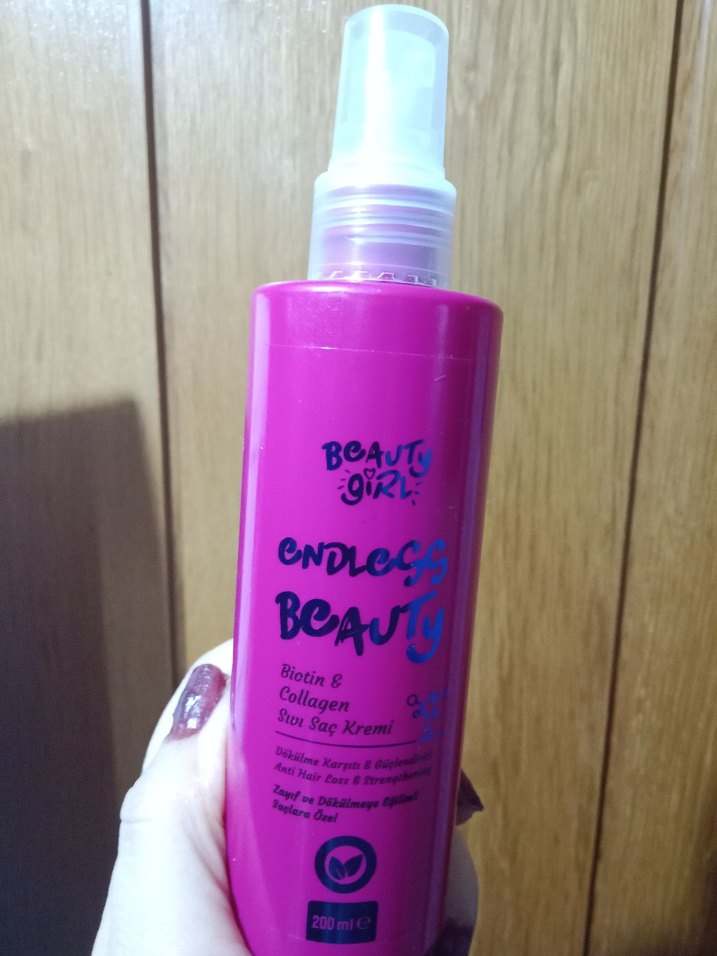 BEAUTY
GIRL
ENDLESS
BEAUTY
Biotin &
Collagen
Sıvı Saç Kremi
Dökülme Karşıtı & Güçlendirici
Anti Hair Loss & Strengthening
Zayıf ve Dökülmeye Eğilimli
Saçlara Özel
200 ml ℮